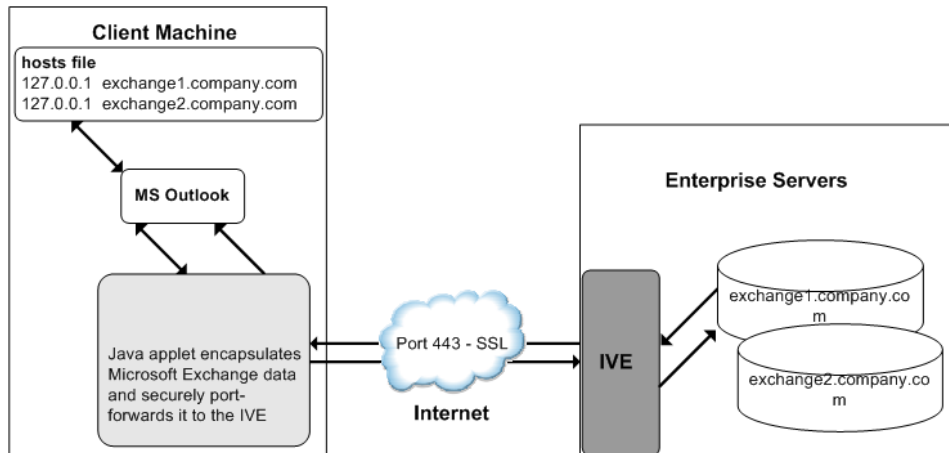 Client Machine
hosts file
127.0.0.1 exchange1.company.com
127.0.0.1 exchange2.company.com
MS Outlook
Java applet encapsulates
Microsoft Exchange data
and securely port-
forwards it to the IVE
Port 443 - SSL
Internet
Enterprise Servers
IVE
exchange1.company.co
m
exchange2.company.co
m